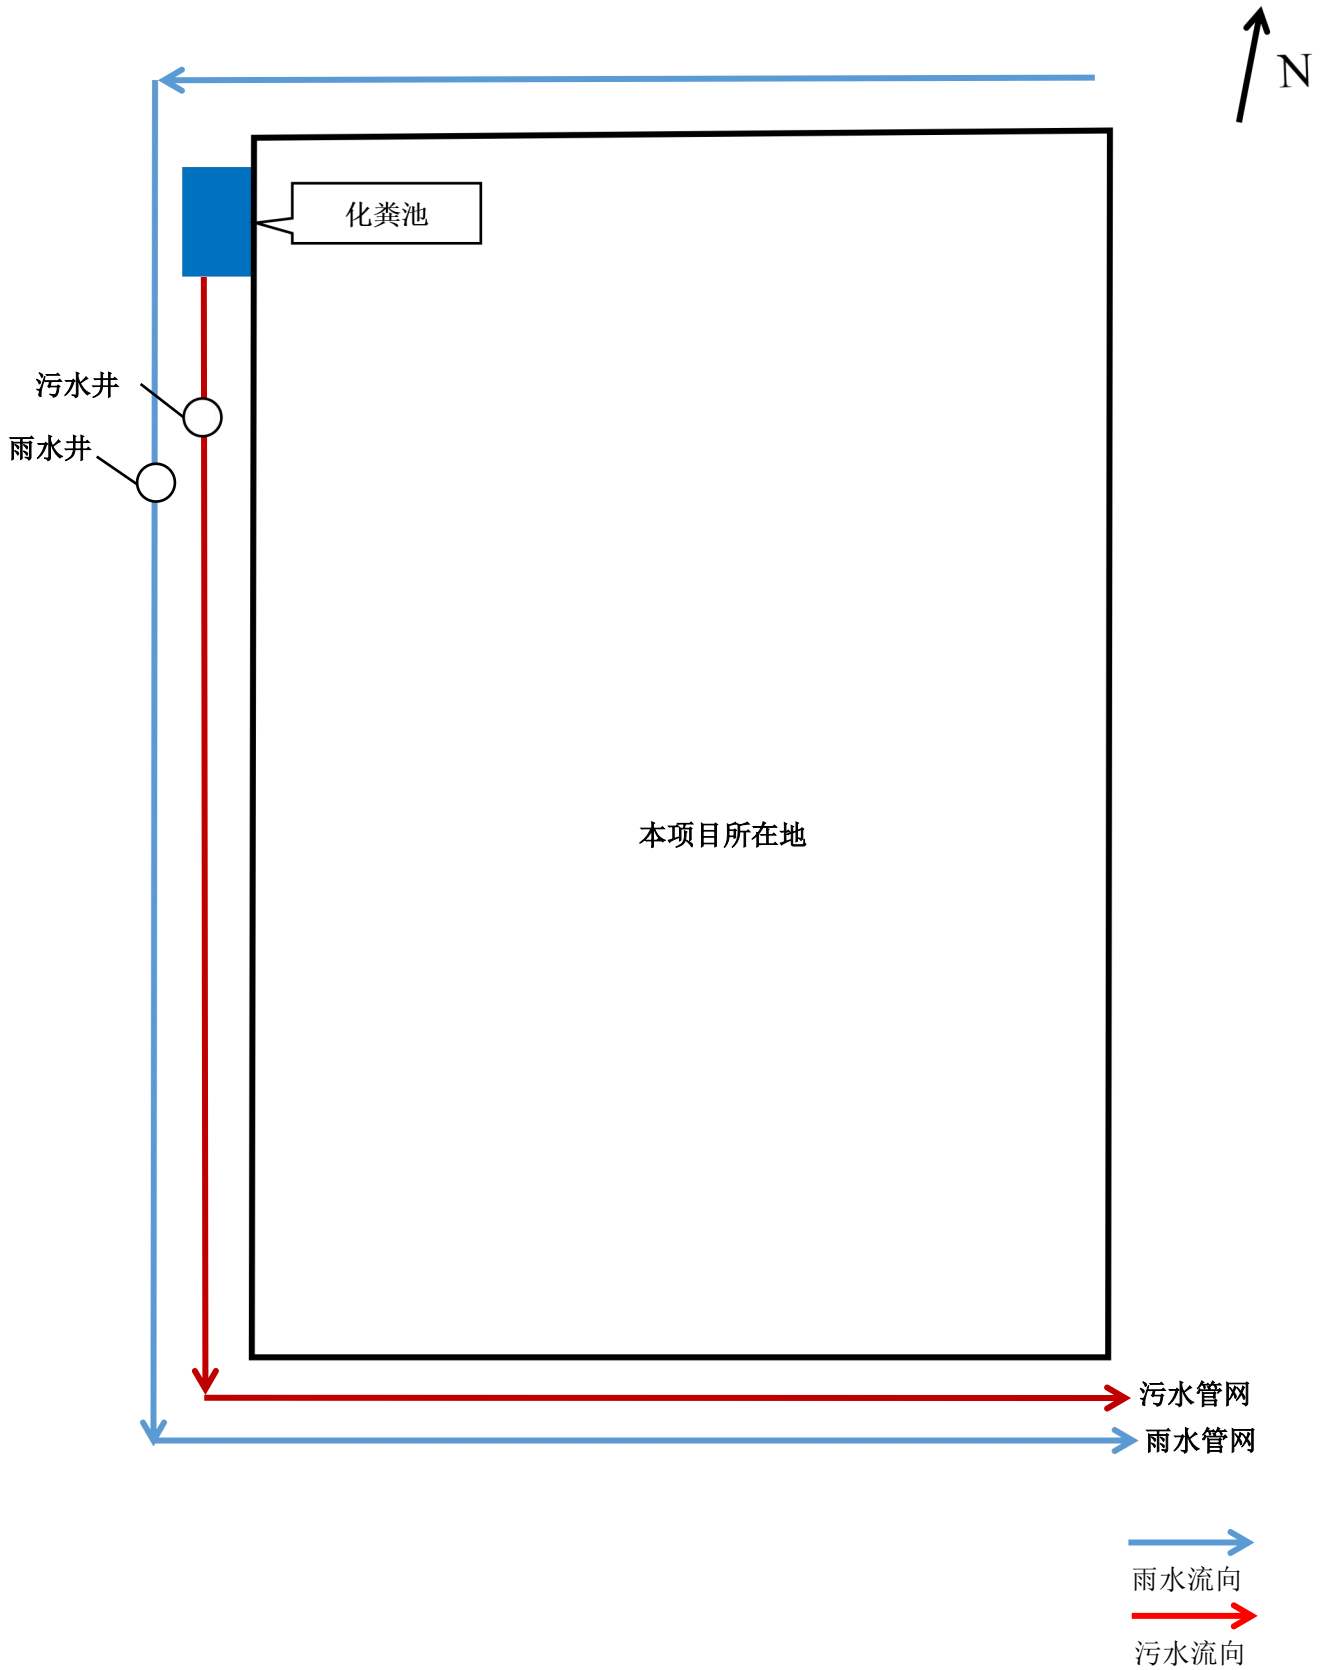 N
化粪池
污水井
雨水井
本项目所在地
污水管网
雨水管网
雨水流向
污水流向